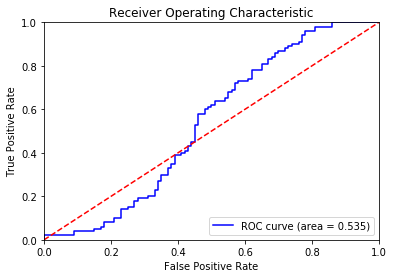 Receiver Operating Characteristic
True Positive Rate
1.0
0.8
0.6
0.4
0.2
0.0
0.0 0.2 0.4 0.6 0.8 1.0
False Positive Rate
ROC curve (area = 0.535)